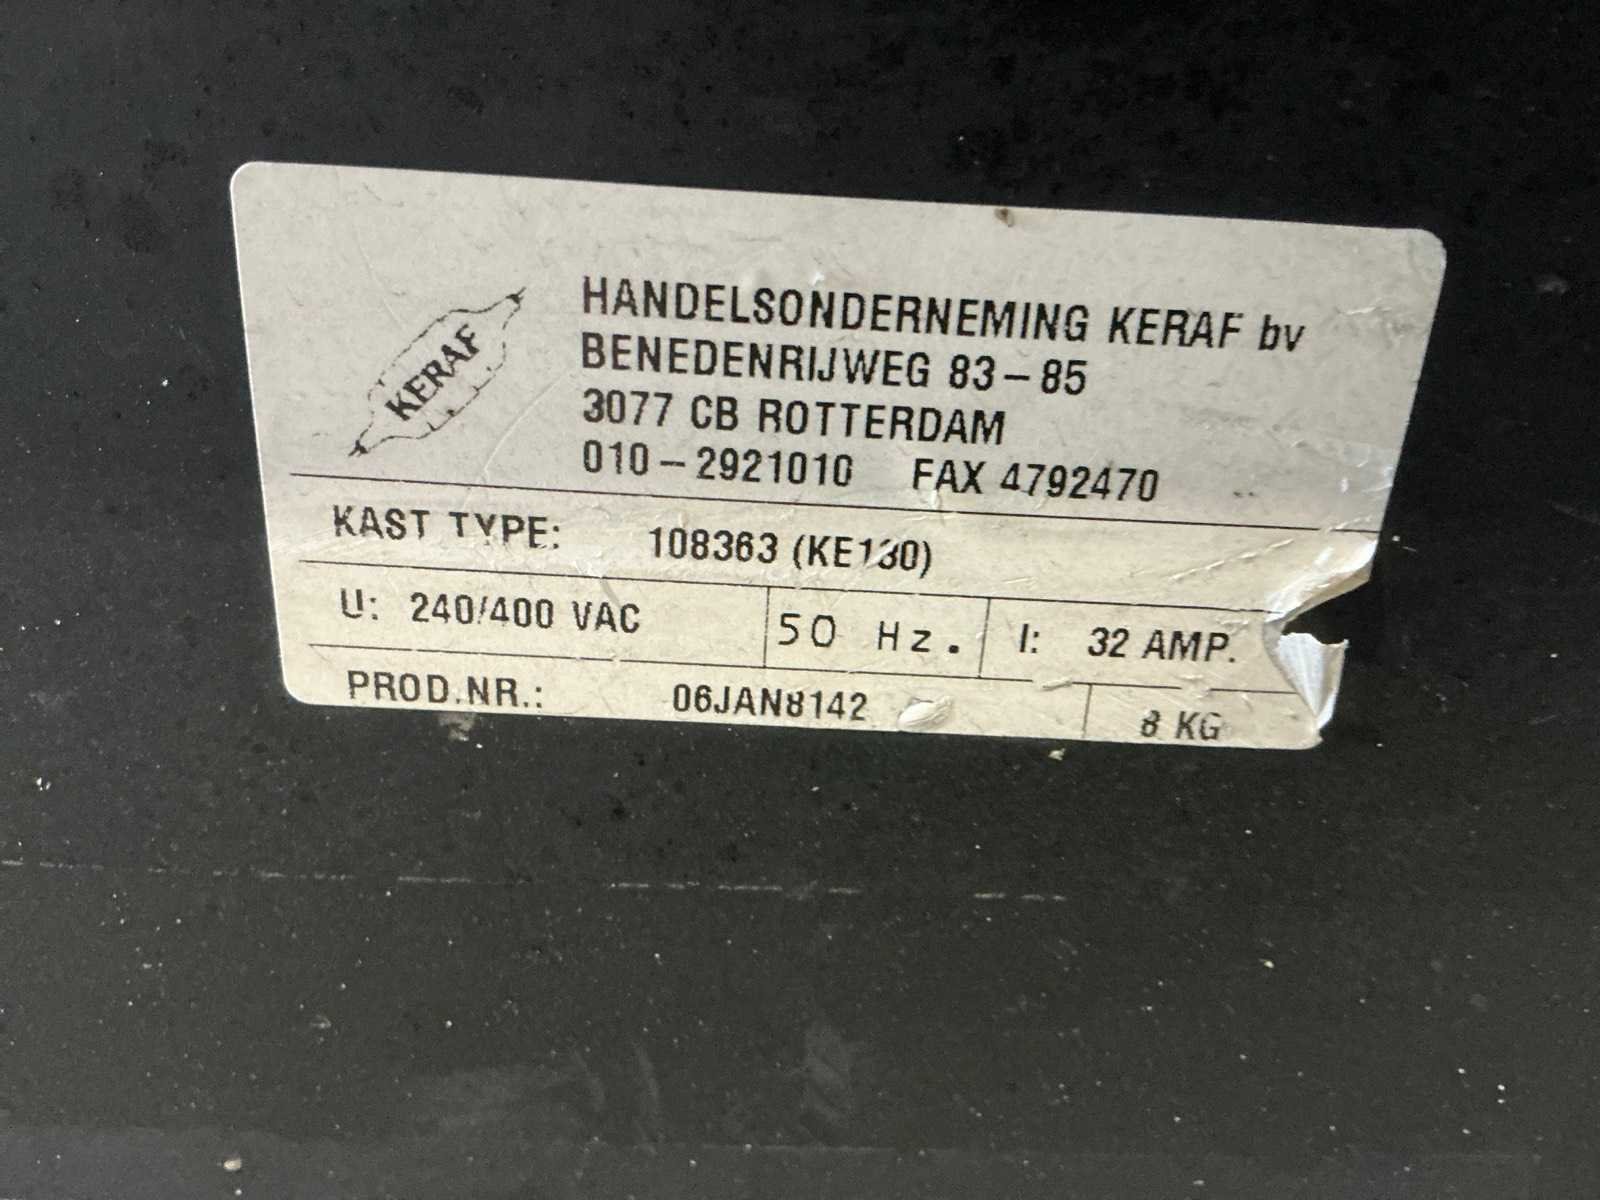 KERAF
HANDELSONDERNEMING KERAF bv
BENEDENRIJWEG 83-85
3077 CB ROTTERDAM
010-2921010 FAX 4792470
KAST TYPE: 108363 (KE130)
U: 240/400 VAC 50 Hz. I: 32 AMP.
PROD.NR.: 06JAN8142 8 KG